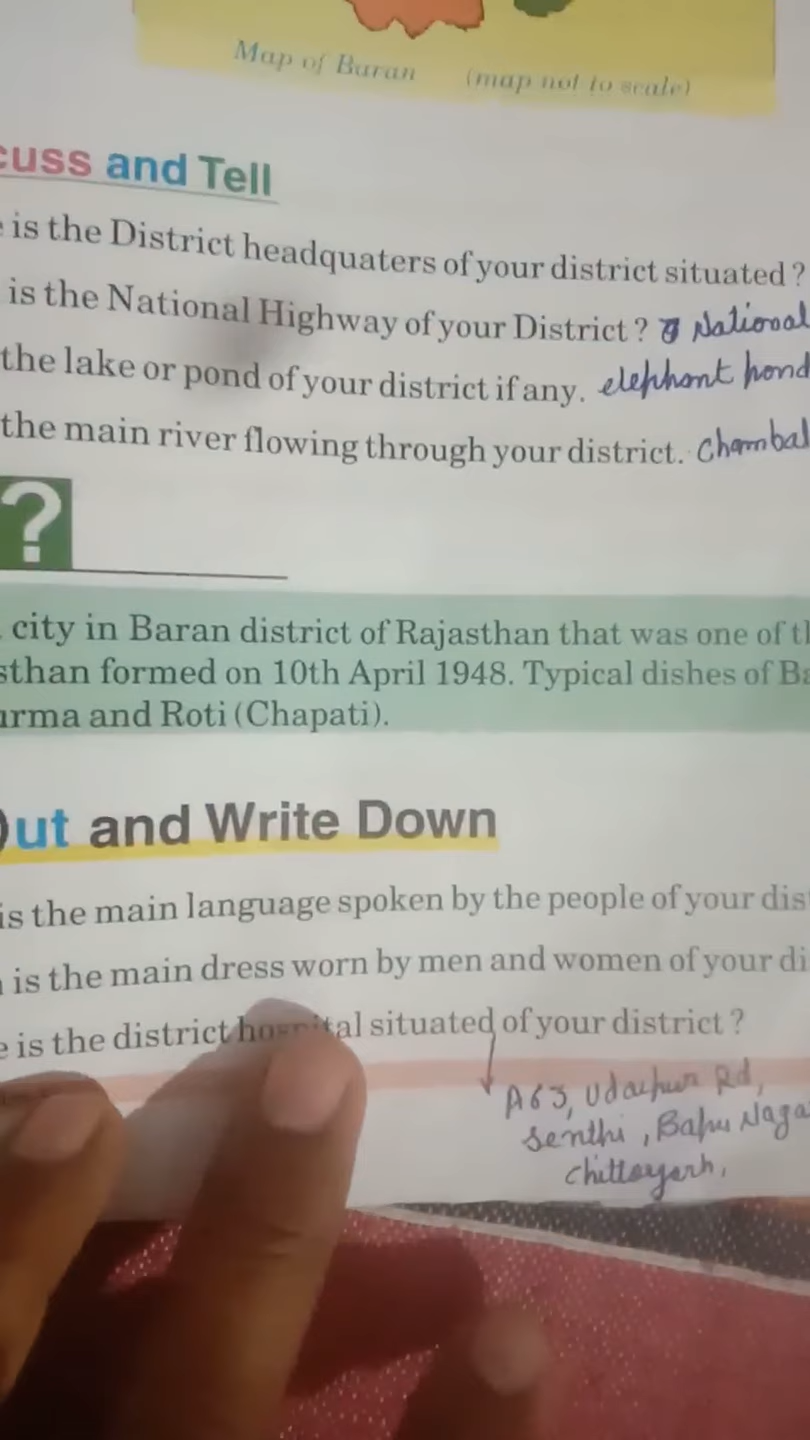 Map of Baran (map not to scale)
cuss and Tell
is the District headquaters of your district situated ?
is the National Highway of your District ? National
the lake or pond of your district if any. elephant pond
the main river flowing through your district. Chambal
?
city in Baran district of Rajasthan that was one of th
sthan formed on 10th April 1948. Typical dishes of Ba
urma and Roti (Chapati).
Out and Write Down
is the main language spoken by the people of your dis
is the main dress worn by men and women of your di
e is the district hospital situated of your district ?
A63, Udaipur Rd,
Senthi, Bapu Naga
Chittorgarh,